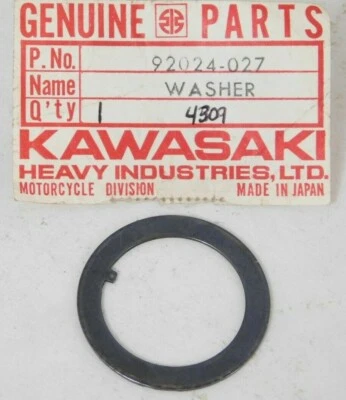 GENUINE PARTS
P. No. 92024-027
Name WASHER
Q'ty 1 4309
KAWASAKI
HEAVY INDUSTRIES, LTD.
MOTORCYCLE DIVISION MADE IN JAPAN